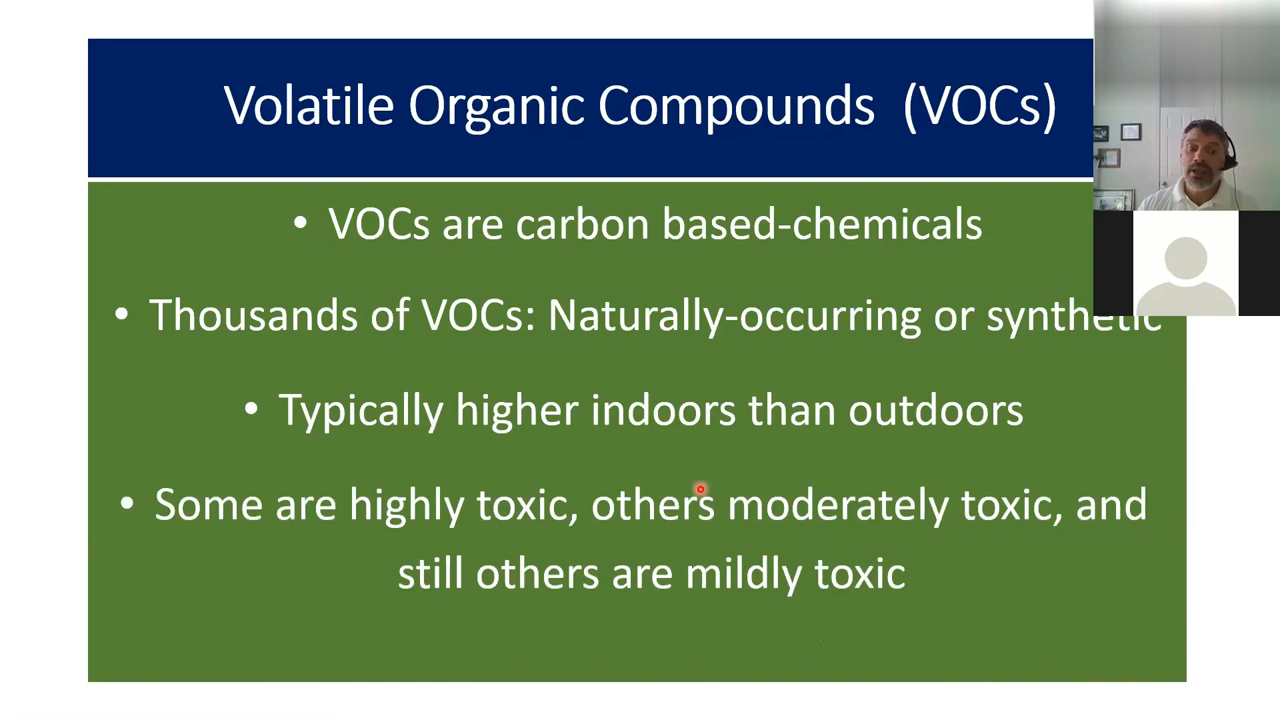 Volatile Organic Compounds (VOCs)
• VOCs are carbon based-chemicals
• Thousands of VOCs: Naturally-occurring or synthetic
• Typically higher indoors than outdoors
• Some are highly toxic, others moderately toxic, and
still others are mildly toxic